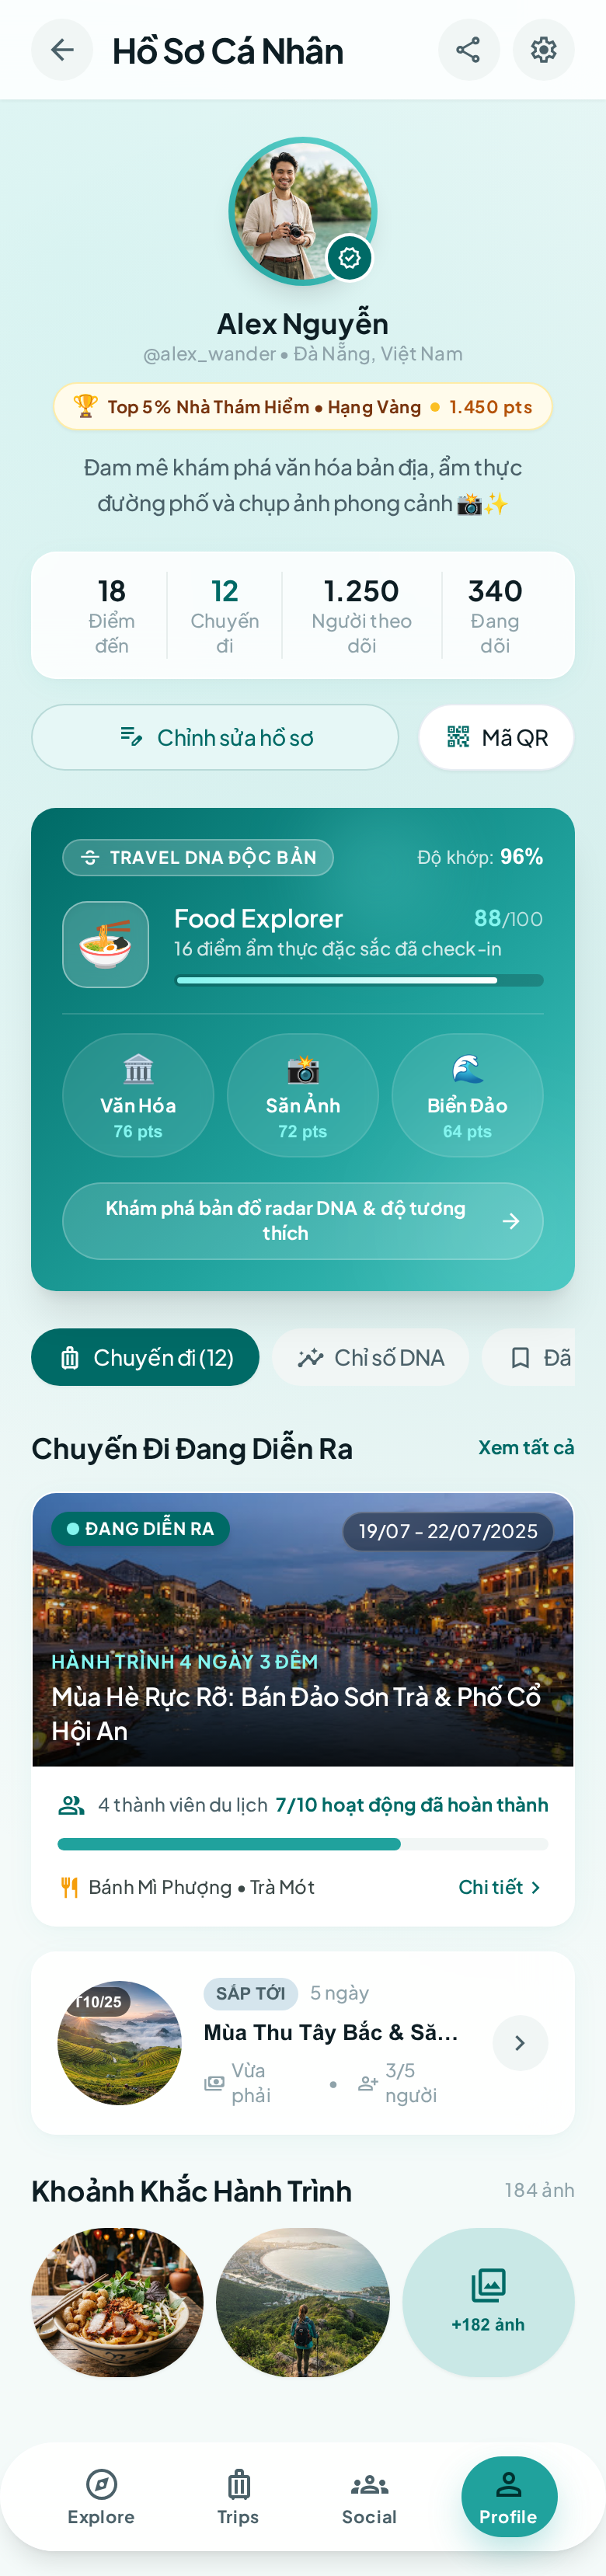 Hồ Sơ Cá Nhân
Alex Nguyễn
@alex_wander • Đà Nẵng, Việt Nam
🏆 Top 5% Nhà Thám Hiểm • Hạng Vàng • 1.450 pts
Đam mê khám phá văn hóa bản địa, ẩm thực
đường phố và chụp ảnh phong cảnh 📸✨
18
Điểm
đến
12
Chuyến
đi
1.250
Người theo
dõi
340
Đang
dõi
Chỉnh sửa hồ sơ
Mã QR
TRAVEL DNA ĐỘC BẢN
Độ khớp: 96%
Food Explorer
88/100
16 điểm ẩm thực đặc sắc đã check-in
Văn Hóa
76 pts
Săn Ảnh
72 pts
Biển Đảo
64 pts
Khám phá bản đồ radar DNA & độ tương
thích
Chuyến đi (12)
Chỉ số DNA
Đã
Chuyến Đi Đang Diễn Ra
Xem tất cả
ĐANG DIỄN RA
19/07 - 22/07/2025
HÀNH TRÌNH 4 NGÀY 3 ĐÊM
Mùa Hè Rực Rỡ: Bán Đảo Sơn Trà & Phố Cổ
Hội An
4 thành viên du lịch
7/10 hoạt động đã hoàn thành
Bánh Mì Phượng • Trà Mót
Chi tiết
T10/25
SẮP TỚI
5 ngày
Mùa Thu Tây Bắc & Să...
Vừa
phải
•
3/5
người
Khoảnh Khắc Hành Trình
184 ảnh
+182 ảnh
Explore
Trips
Social
Profile